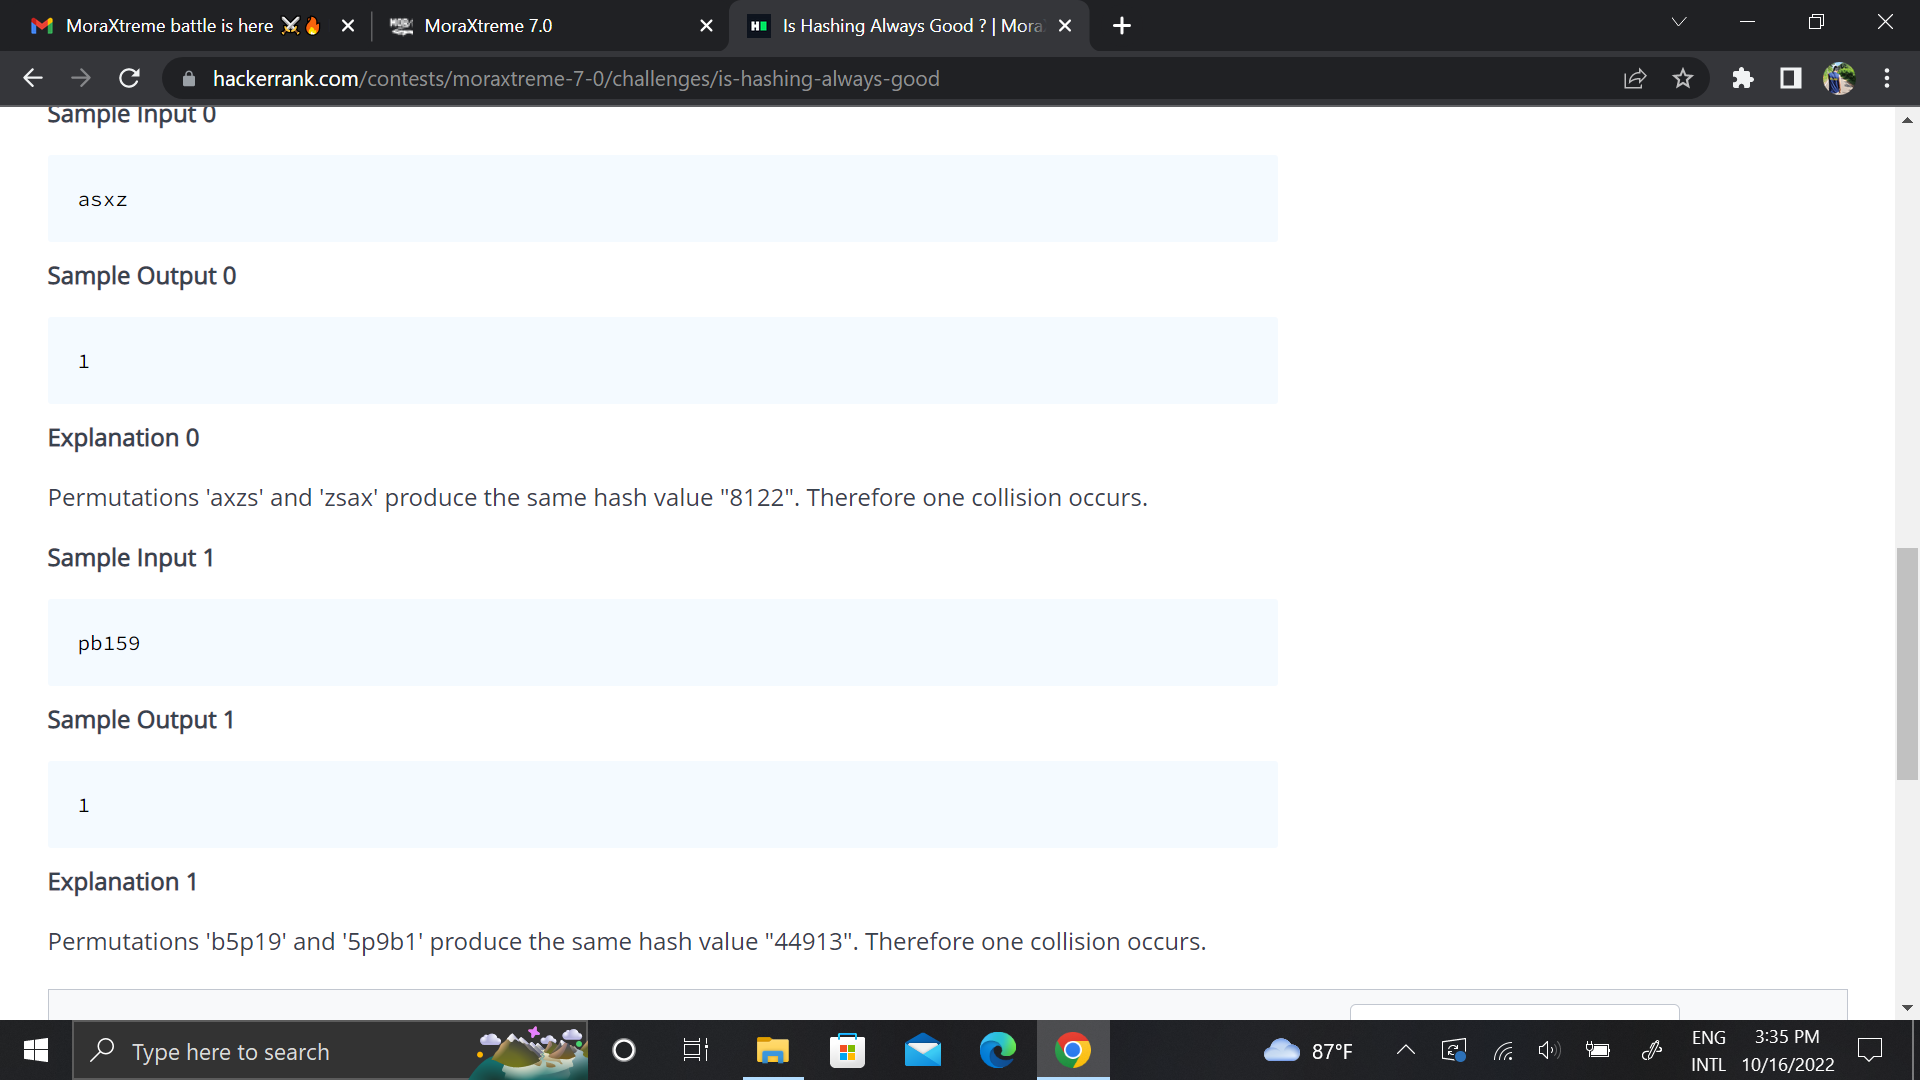 MoraXtreme battle is here ⚔🔥
MoraXtreme 7.0
Is Hashing Always Good ? | Mora
hackerrank.com/contests/moraxtreme-7-0/challenges/is-hashing-always-good
Sample Input 0
asxz
Sample Output 0
1
Explanation 0
Permutations 'axzs' and 'zsax' produce the same hash value "8122". Therefore one collision occurs.
Sample Input 1
pb159
Sample Output 1
1
Explanation 1
Permutations 'b5p19' and '5p9b1' produce the same hash value "44913". Therefore one collision occurs.
Type here to search
87°F
ENG
INTL
3:35 PM
10/16/2022